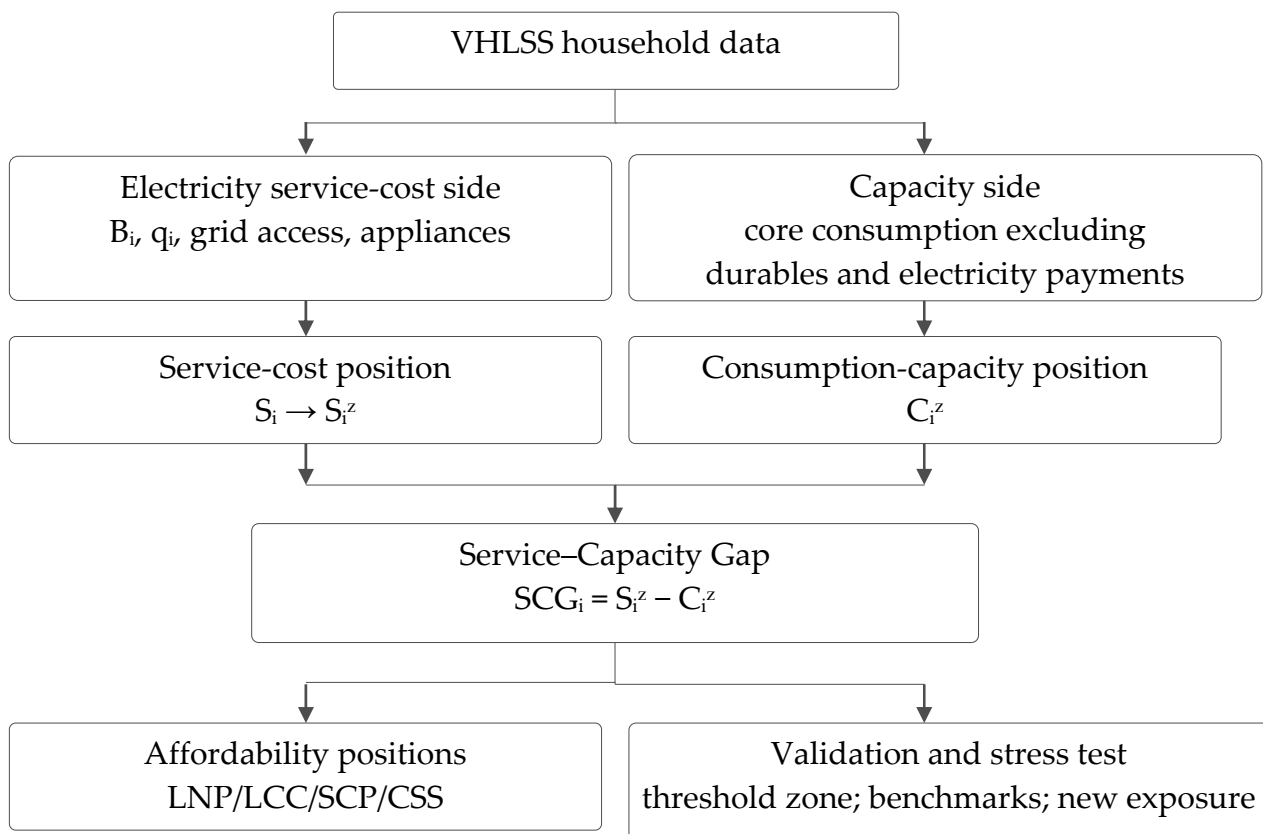 VHLSS household data
Electricity service-cost side
Bᵢ, qᵢ, grid access, appliances
Capacity side
core consumption excluding
durables and electricity payments
Service-cost position
Sᵢ → Sᵢᶻ
Consumption-capacity position
Cᵢᶻ
Service–Capacity Gap
SCGᵢ = Sᵢᶻ − Cᵢᶻ
Affordability positions
LNP/LCC/SCP/CSS
Validation and stress test
threshold zone; benchmarks; new exposure